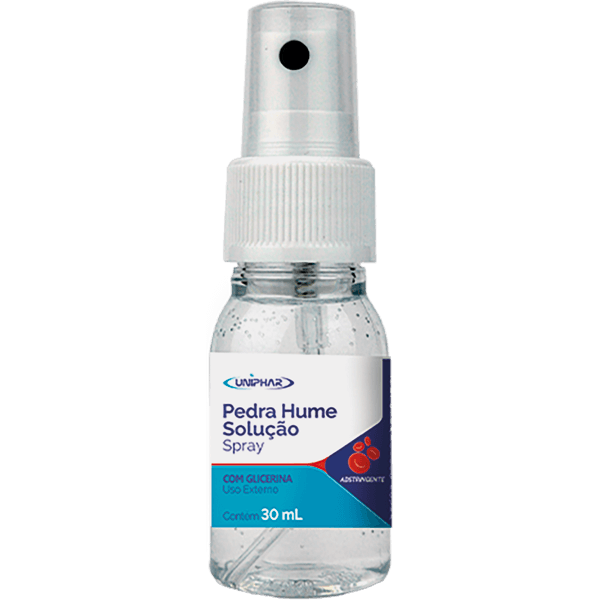 UNIPHAR
Pedra Hume
Solução
Spray
COM GLICERINA
Uso Externo
ADSTRINGENTE
Contém 30 mL